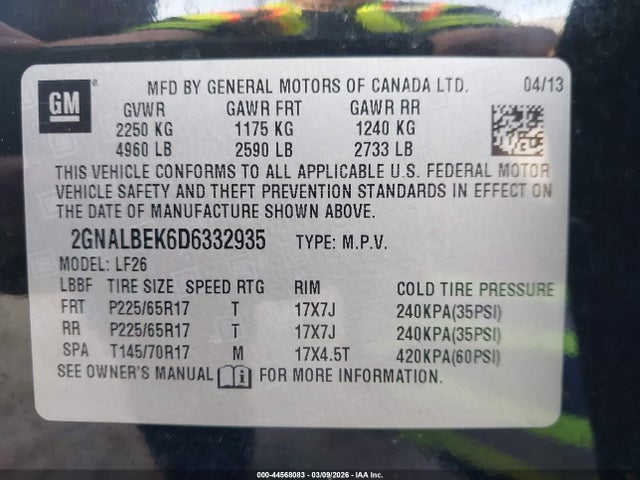 GM
MFD BY GENERAL MOTORS OF CANADA LTD. 04/13
GVWR GAWR FRT GAWR RR
2250 KG 1175 KG 1240 KG
4960 LB 2590 LB 2733 LB
THIS VEHICLE CONFORMS TO ALL APPLICABLE U.S. FEDERAL MOTOR
VEHICLE SAFETY AND THEFT PREVENTION STANDARDS IN EFFECT ON
THE DATE OF MANUFACTURE SHOWN ABOVE.
2GNALBEK6D6332935 TYPE: M.P.V.
MODEL: LF26
LBBF TIRE SIZE SPEED RTG RIM COLD TIRE PRESSURE
FRT P225/65R17 T 17X7J 240KPA(35PSI)
RR P225/65R17 T 17X7J 240KPA(35PSI)
SPA T145/70R17 M 17X4.5T 420KPA(60PSI)
SEE OWNER'S MANUAL i FOR MORE INFORMATION.
000-44568083 - 03/09/2026 - IAA Inc.